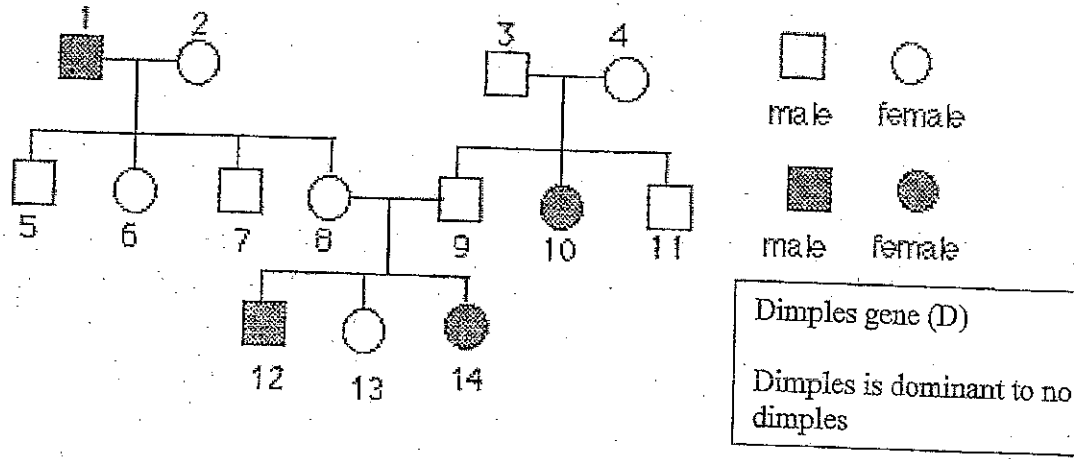 1 2 3 4
male female
5 6 7 8 9 10 11
male female
12 13 14
Dimples gene (D)
Dimples is dominant to no
dimples